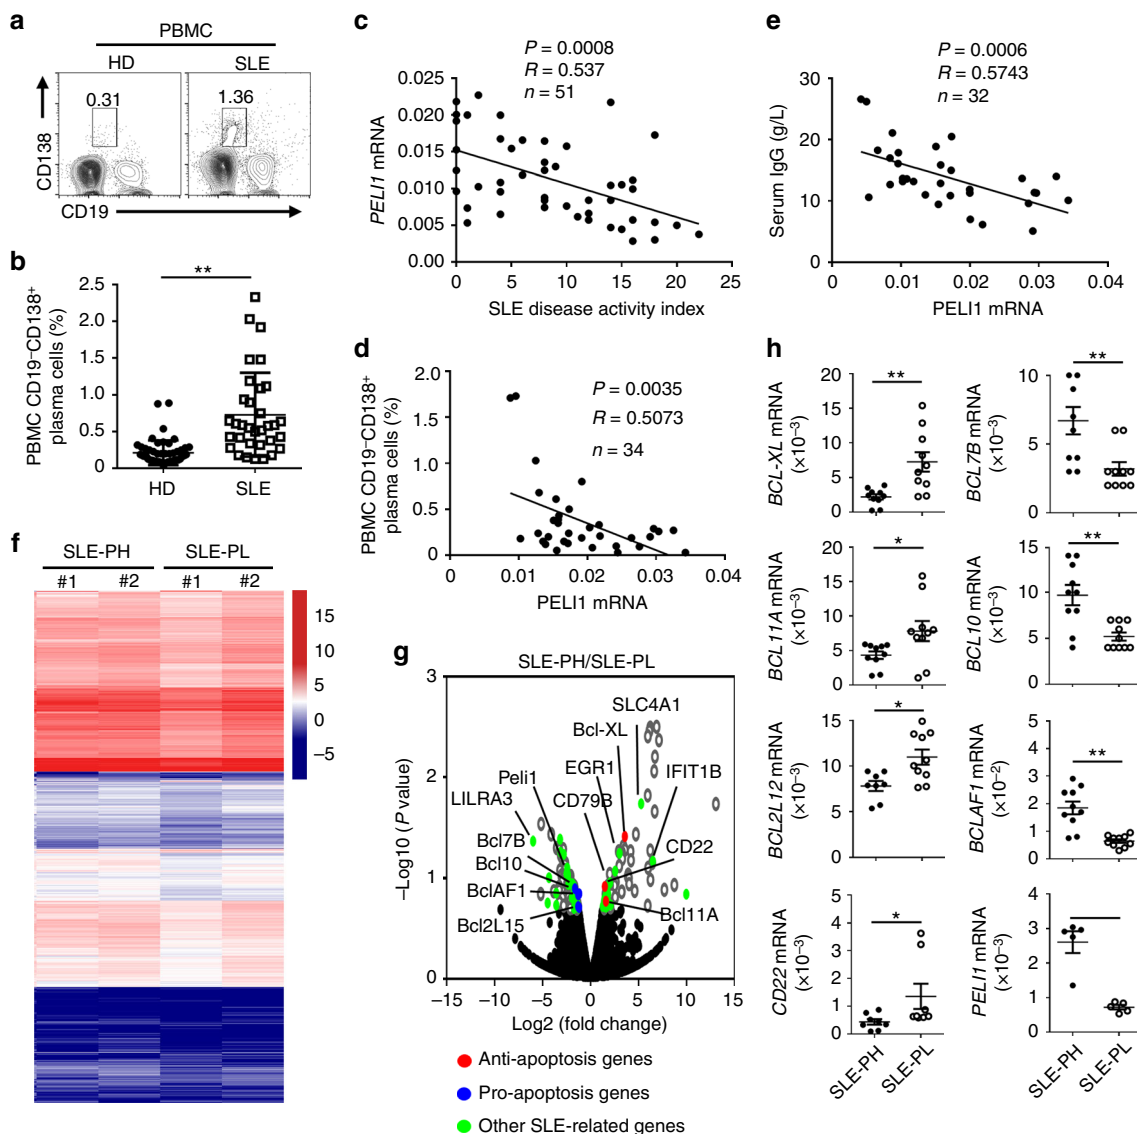 a
PBMC
HD
SLE
0.31
1.36
CD138
CD19
b
**
PBMC CD19⁻CD138⁺
plasma cells (%)
2.5
2.0
1.5
1.0
0.5
0
HD
SLE
c
P = 0.0008
R = 0.537
n = 51
PELI1 mRNA
0.025
0.020
0.015
0.010
0.005
0.00
0 5 10 15 20 25
SLE disease activity index
d
PBMC CD19⁻CD138⁺
plasma cells (%)
P = 0.0035
R = 0.5073
n = 34
2.0
1.5
1.0
0.5
0
0.00 0.01 0.02 0.03 0.04
PELI1 mRNA
e
P = 0.0006
R = 0.5743
n = 32
Serum IgG (g/L)
30
20
10
0
0 0.01 0.02 0.03 0.04
PELI1 mRNA
f
SLE-PH SLE-PL
#1 #2 #1 #2
15
10
5
0
−5
g
SLE-PH/SLE-PL
−Log10 (P value)
3
2
1
0
SLC4A1
Bcl-XL
EGR1
IFIT1B
Peli1
LILRA3
CD79B
Bcl7B
CD22
Bcl10
BclAF1
Bcl11A
Bcl2L15
−15 −10 −5 0 5 10 15
Log2 (fold change)
Anti-apoptosis genes
Pro-apoptosis genes
Other SLE-related genes
h
BCL-XL mRNA
(×10⁻³)
20
15
10
5
0
**
BCL7B mRNA
(×10⁻³)
10
5
0
**
BCL11A mRNA
(×10⁻³)
20
15
10
5
0
*
BCL10 mRNA
(×10⁻³)
15
10
5
0
**
BCL2L12 mRNA
(×10⁻³)
15
10
5
0
*
BCLAF1 mRNA
(×10⁻²)
5
4
3
2
1
0
**
CD22 mRNA
(×10⁻³)
5
4
3
2
1
0
*
SLE-PH
SLE-PL
PELI1 mRNA
(×10⁻²)
4
3
2
1
0
SLE-PH
SLE-PL